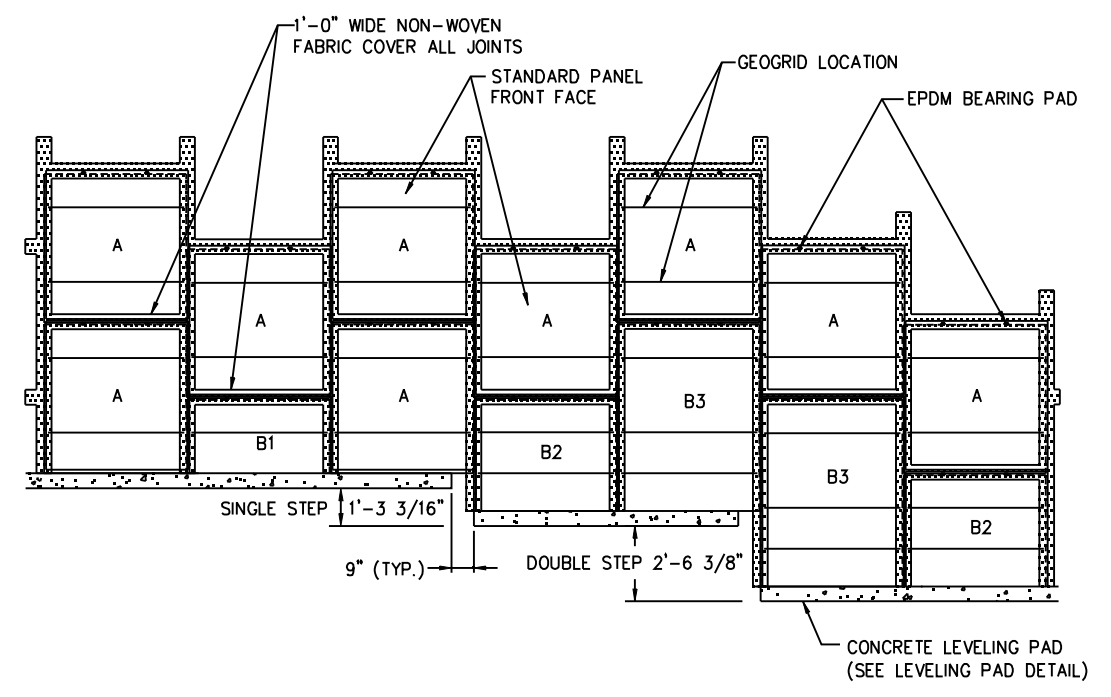 1'-0" WIDE NON-WOVEN
FABRIC COVER ALL JOINTS
STANDARD PANEL
FRONT FACE
GEOGRID LOCATION
EPDM BEARING PAD
A
A
A
A
A
A
A
A
A
A
B1
B2
B3
B3
B2
SINGLE STEP 1'-3 3/16"
9" (TYP.)
DOUBLE STEP 2'-6 3/8"
CONCRETE LEVELING PAD
(SEE LEVELING PAD DETAIL)